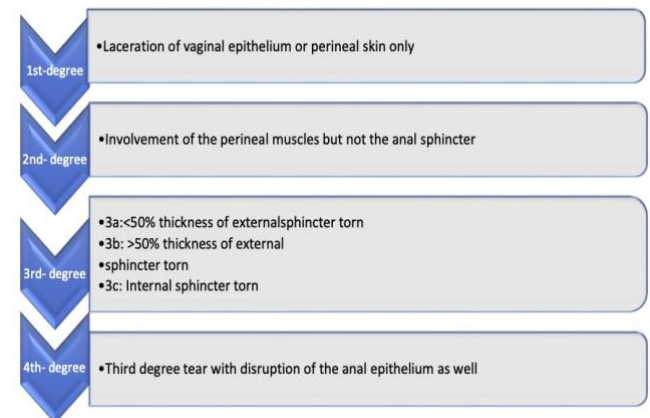 1st-degree
•Laceration of vaginal epithelium or perineal skin only
2nd- degree
•Involvement of the perineal muscles but not the anal sphincter
3rd- degree
•3a:<50% thickness of externalsphincter torn
•3b: >50% thickness of external
•sphincter torn
•3c: Internal sphincter torn
4th- degree
•Third degree tear with disruption of the anal epithelium as well